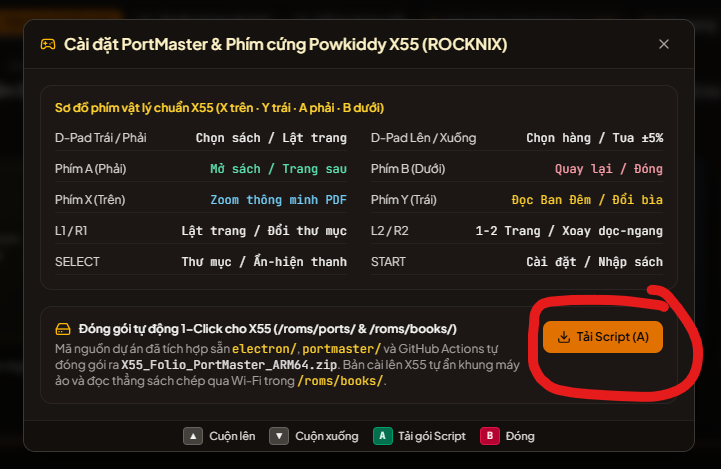 Cài đặt PortMaster & Phím cứng Powkiddy X55 (ROCKNIX)
Sơ đồ phím vật lý chuẩn X55 (X trên · Y trái · A phải · B dưới)
D-Pad Trái / Phải Chọn sách / Lật trang
D-Pad Lên / Xuống Chọn hàng / Tua ±5%
Phím A (Phải) Mở sách / Trang sau
Phím B (Dưới) Quay lại / Đóng
Phím X (Trên) Zoom thông minh PDF
Phím Y (Trái) Đọc Ban Đêm / Đổi bìa
L1 / R1 Lật trang / Đổi thư mục
L2 / R2 1-2 Trang / Xoay dọc-ngang
SELECT Thư mục / Ẩn-hiện thanh
START Cài đặt / Nhập sách
Đóng gói tự động 1-Click cho X55 (/roms/ports/ & /roms/books/)
Mã nguồn dự án đã tích hợp sẵn electron/, portmaster/ và GitHub Actions tự
đóng gói ra X55_Folio_PortMaster_ARM64.zip. Bản cài lên X55 tự ẩn khung máy
ảo và đọc thẳng sách chép qua Wi-Fi trong /roms/books/.
Tải Script (A)
▲ Cuộn lên ▼ Cuộn xuống A Tải gói Script B Đóng